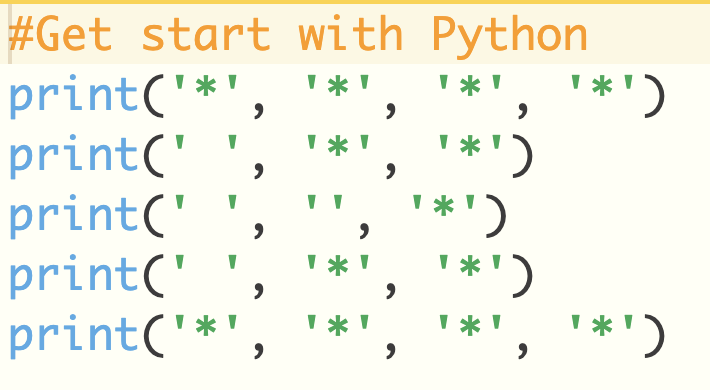 #Get start with Python
print('*', '*', '*', '*')
print(' ', '*', '*')
print(' ', '', '*')
print(' ', '*', '*')
print('*', '*', '*', '*')